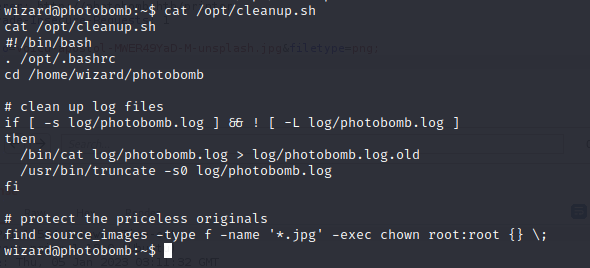 wizard@photobomb:~$ cat /opt/cleanup.sh
cat /opt/cleanup.sh
#!/bin/bash
. /opt/.bashrc
cd /home/wizard/photobomb
# clean up log files
if [ -s log/photobomb.log ] && ! [ -L log/photobomb.log ]
then
  /bin/cat log/photobomb.log > log/photobomb.log.old
  /usr/bin/truncate -s0 log/photobomb.log
fi
# protect the priceless originals
find source_images -type f -name '*.jpg' -exec chown root:root {} \;
wizard@photobomb:~$